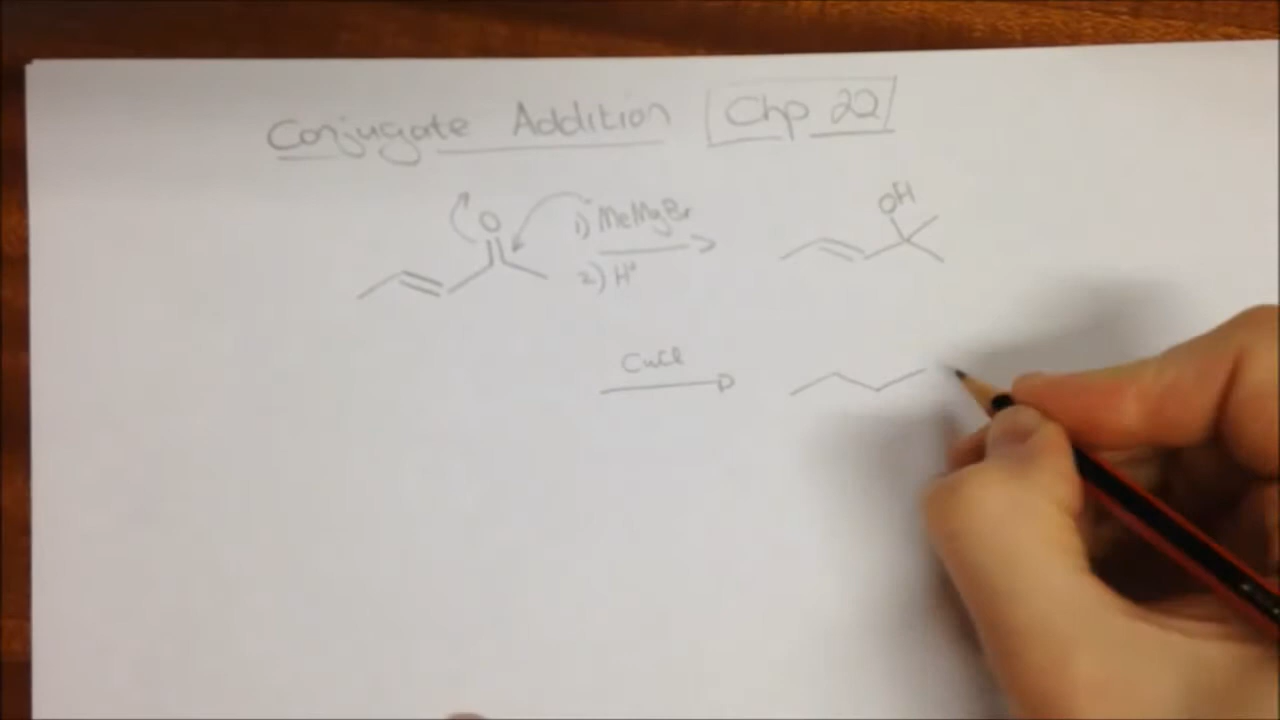 Conjugate Addition Chp 22
OH
O 1) MeMgBr
2) H⁺
CuCl